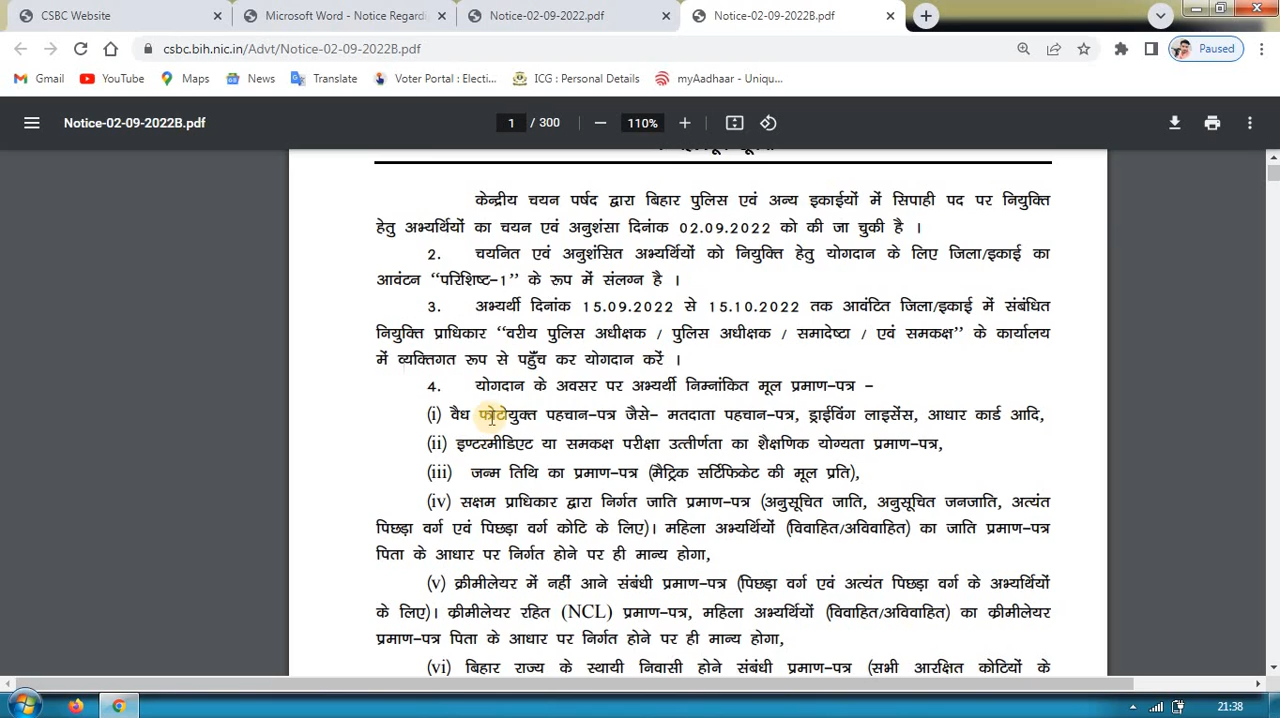 CSBC Website
Microsoft Word - Notice Regardi
Notice-02-09-2022.pdf
Notice-02-09-2022B.pdf
csbc.bih.nic.in/Advt/Notice-02-09-2022B.pdf
Paused
Gmail
YouTube
Maps
News
Translate
Voter Portal : Electi...
ICG : Personal Details
myAadhaar - Uniqu...
Notice-02-09-2022B.pdf
1 / 300
110%
केन्द्रीय चयन पर्षद द्वारा बिहार पुलिस एवं अन्य इकाईयों में सिपाही पद पर नियुक्ति
हेतु अभ्यर्थियों का चयन एवं अनुशंसा दिनांक 02.09.2022 को की जा चुकी है ।
2. चयनित एवं अनुशंसित अभ्यर्थियों को नियुक्ति हेतु योगदान के लिए जिला/इकाई का
आवंटन “परिशिष्ट-1” के रूप में संलग्न है ।
3. अभ्यर्थी दिनांक 15.09.2022 से 15.10.2022 तक आवंटित जिला/इकाई में संबंधित
नियुक्ति प्राधिकार “वरीय पुलिस अधीक्षक / पुलिस अधीक्षक / समादेष्टा / एवं समकक्ष” के कार्यालय
में व्यक्तिगत रूप से पहुँच कर योगदान करें ।
4. योगदान के अवसर पर अभ्यर्थी निम्नांकित मूल प्रमाण-पत्र –
(i) वैध फोटोयुक्त पहचान-पत्र जैसे- मतदाता पहचान-पत्र, ड्राईविंग लाइसेंस, आधार कार्ड आदि,
(ii) इण्टरमीडिएट या समकक्ष परीक्षा उत्तीर्णता का शैक्षणिक योग्यता प्रमाण-पत्र,
(iii) जन्म तिथि का प्रमाण-पत्र (मैट्रिक सर्टिफिकेट की मूल प्रति),
(iv) सक्षम प्राधिकार द्वारा निर्गत जाति प्रमाण-पत्र (अनुसूचित जाति, अनुसूचित जनजाति, अत्यंत
पिछड़ा वर्ग एवं पिछड़ा वर्ग कोटि के लिए)। महिला अभ्यर्थियों (विवाहित/अविवाहित) का जाति प्रमाण-पत्र
पिता के आधार पर निर्गत होने पर ही मान्य होगा,
(v) क्रीमीलेयर में नहीं आने संबंधी प्रमाण-पत्र (पिछड़ा वर्ग एवं अत्यंत पिछड़ा वर्ग के अभ्यर्थियों
के लिए)। क्रीमीलेयर रहित (NCL) प्रमाण-पत्र, महिला अभ्यर्थियों (विवाहित/अविवाहित) का क्रीमीलेयर
प्रमाण-पत्र पिता के आधार पर निर्गत होने पर ही मान्य होगा,
(vi) बिहार राज्य के स्थायी निवासी होने संबंधी प्रमाण-पत्र (सभी आरक्षित कोटियों के
21:38